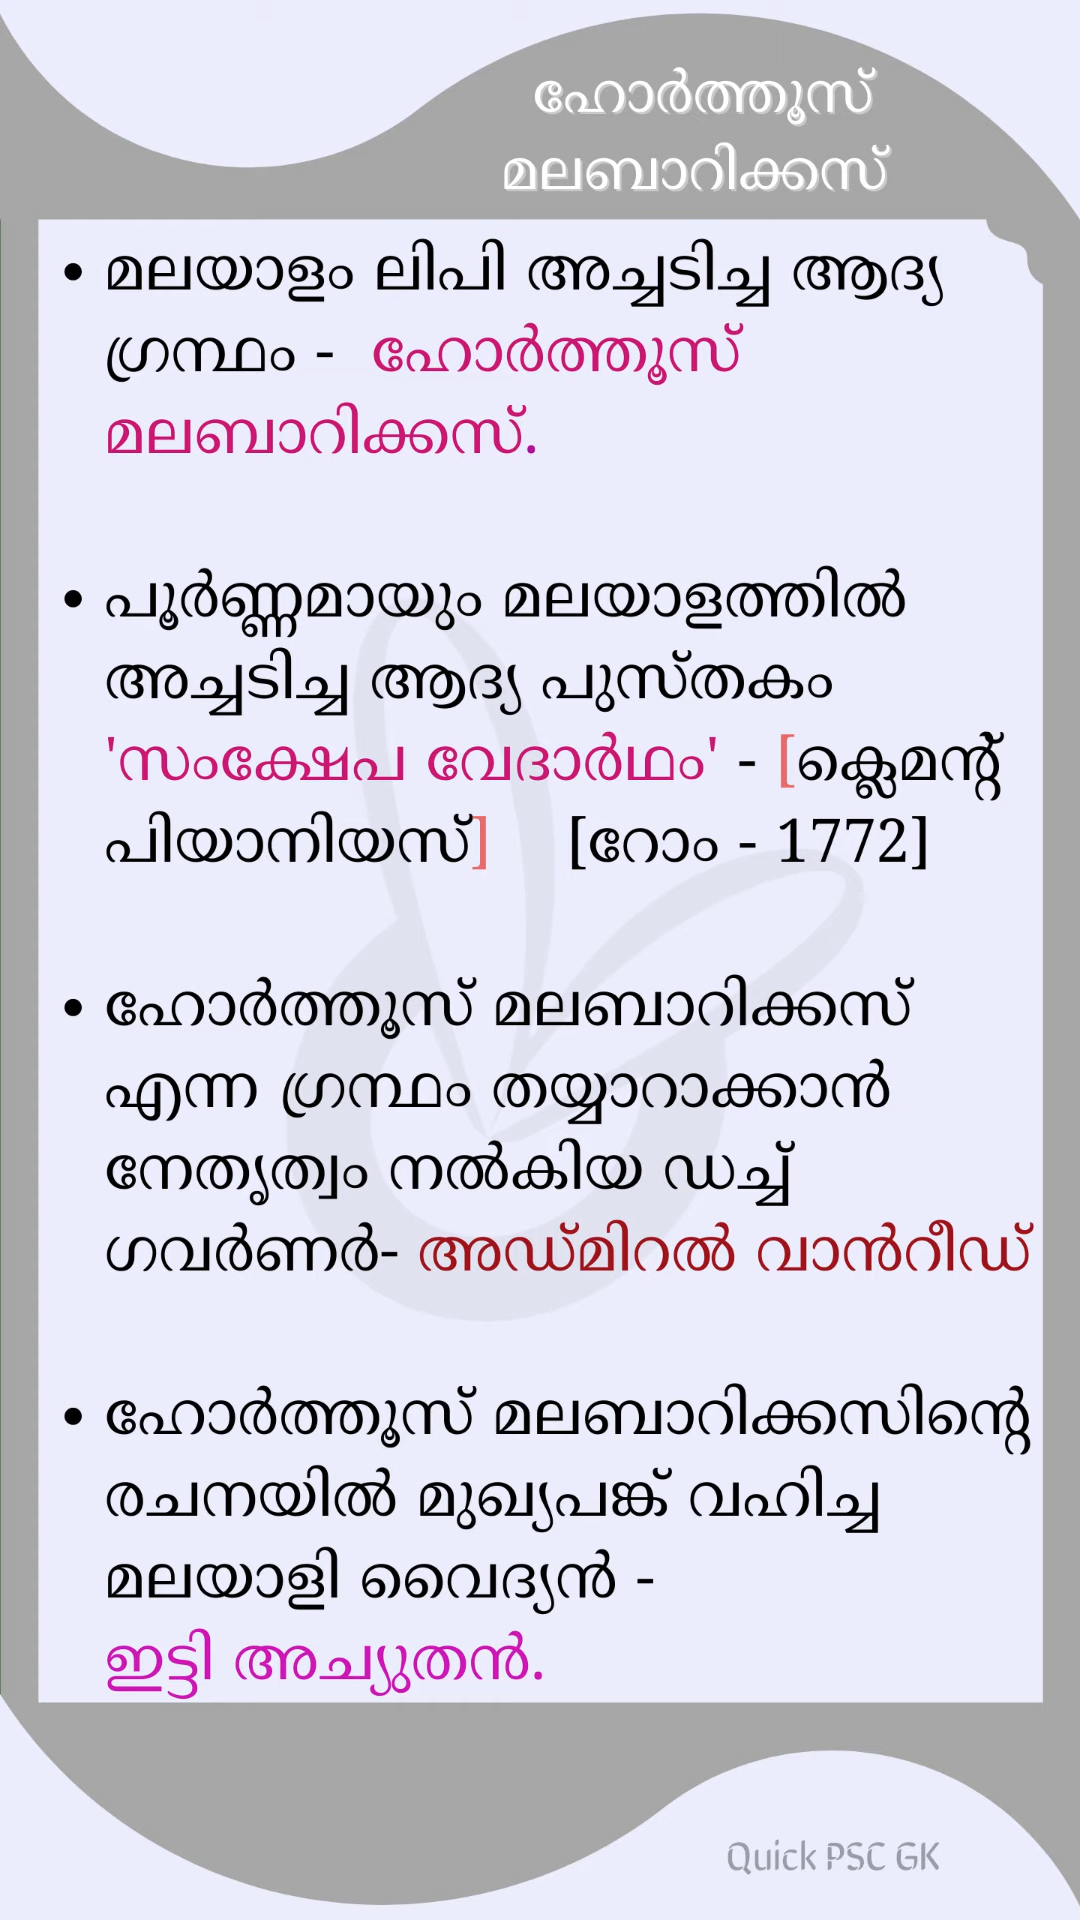 ഹോർത്തൂസ്
മലബാറിക്കസ്
• മലയാളം ലിപി അച്ചടിച്ച ആദ്യ
ഗ്രന്ഥം - ഹോർത്തൂസ്
മലബാറിക്കസ്.
• പൂർണ്ണമായും മലയാളത്തിൽ
അച്ചടിച്ച ആദ്യ പുസ്തകം
'സംക്ഷേപ വേദാർഥം' - [ക്ലെമന്റ്
പിയാനിയസ്] [റോം - 1772]
• ഹോർത്തൂസ് മലബാറിക്കസ്
എന്ന ഗ്രന്ഥം തയ്യാറാക്കാൻ
നേതൃത്വം നൽകിയ ഡച്ച്
ഗവർണർ- അഡ്മിറൽ വാൻറീഡ്
• ഹോർത്തൂസ് മലബാറിക്കസിന്റെ
രചനയിൽ മുഖ്യപങ്ക് വഹിച്ച
മലയാളി വൈദ്യൻ -
ഇട്ടി അച്യുതൻ.
Quick PSC GK